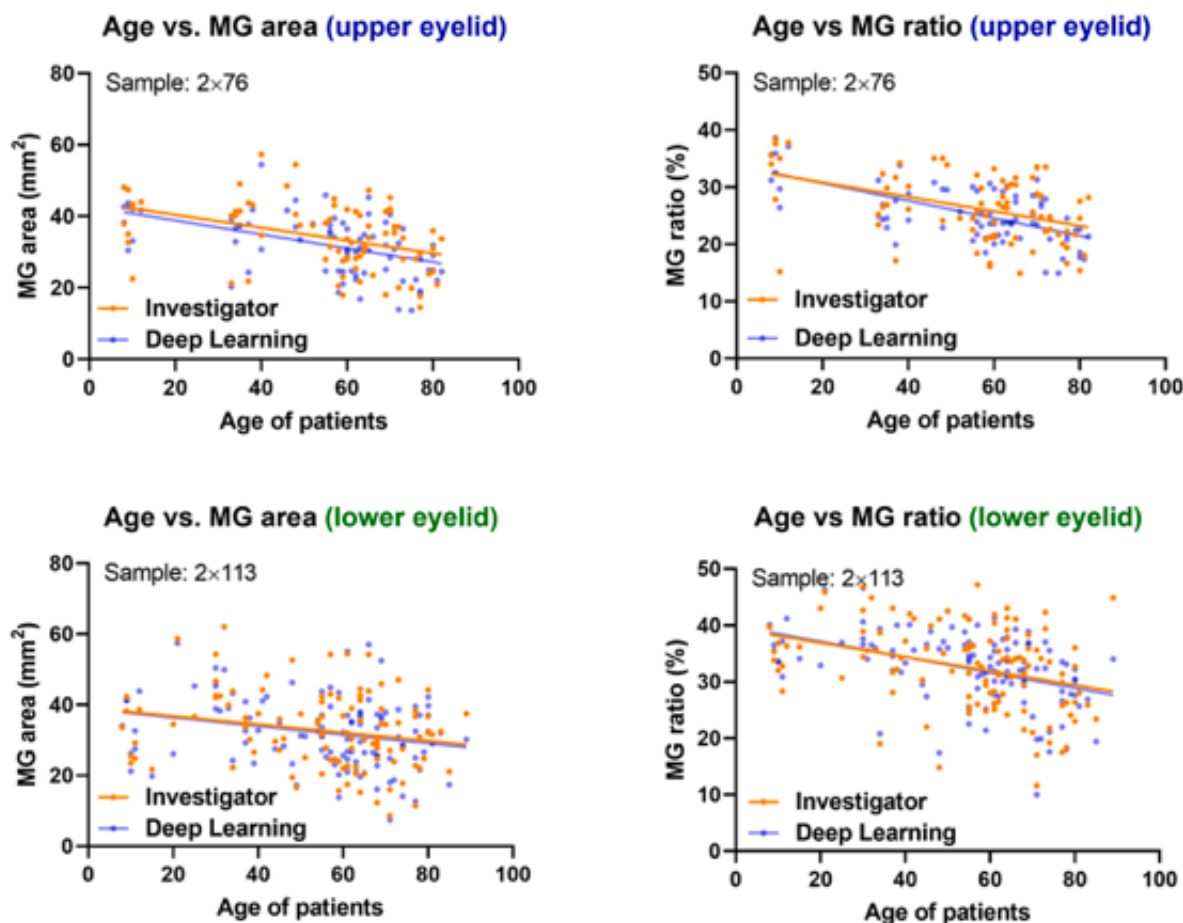 Age vs. MG area (upper eyelid)
80
60
40
20
0
MG area (mm²)
Sample: 2×76
Investigator
Deep Learning
0 20 40 60 80 100
Age of patients
Age vs MG ratio (upper eyelid)
50
40
30
20
10
0
MG ratio (%)
Sample: 2×76
Investigator
Deep Learning
0 20 40 60 80 100
Age of patients
Age vs. MG area (lower eyelid)
80
60
40
20
0
MG area (mm²)
Sample: 2×113
Investigator
Deep Learning
0 20 40 60 80 100
Age of patients
Age vs MG ratio (lower eyelid)
50
40
30
20
10
0
MG ratio (%)
Sample: 2×113
Investigator
Deep Learning
0 20 40 60 80 100
Age of patients